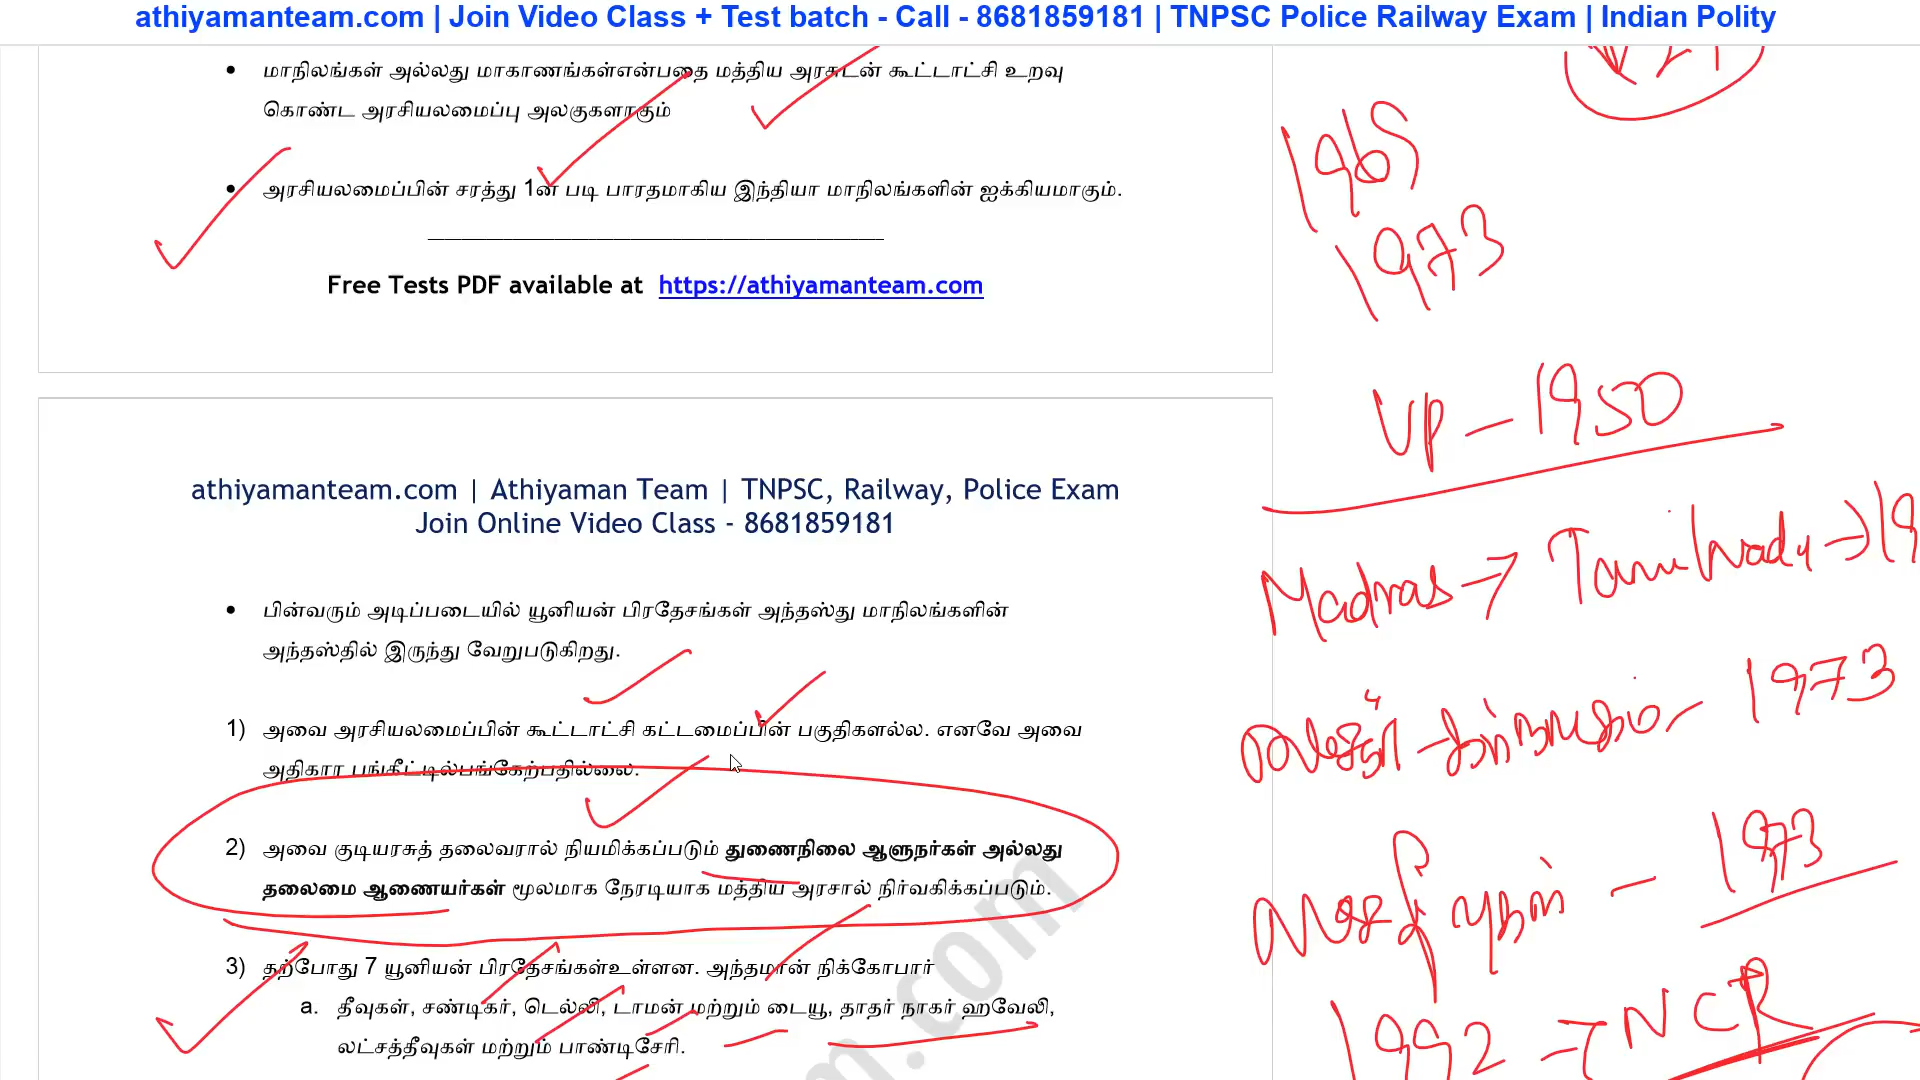 athiyamanteam.com | Join Video Class + Test batch - Call - 8681859181 | TNPSC Police Railway Exam | Indian Polity
• மாநிலங்கள் அல்லது மாகாணங்கள்என்பதை மத்திய அரசுடன் கூட்டாட்சி உறவு
கொண்ட அரசியலமைப்பு அலகுகளாகும்
• அரசியலமைப்பின் சரத்து 1ன் படி பாரதமாகிய இந்தியா மாநிலங்களின் ஐக்கியமாகும்.
Free Tests PDF available at https://athiyamanteam.com
athiyamanteam.com | Athiyaman Team | TNPSC, Railway, Police Exam
Join Online Video Class - 8681859181
• பின்வரும் அடிப்படையில் யூனியன் பிரதேசங்கள் அந்தஸ்து மாநிலங்களின்
அந்தஸ்தில் இருந்து வேறுபடுகிறது.
1) அவை அரசியலமைப்பின் கூட்டாட்சி கட்டமைப்பின் பகுதிகளல்ல. எனவே அவை
அதிகார பங்கீட்டில்பங்கேற்பதில்லை.
2) அவை குடியரசுத் தலைவரால் நியமிக்கப்படும் துணைநிலை ஆளுநர்கள் அல்லது
தலைமை ஆணையர்கள் மூலமாக நேரடியாக மத்திய அரசால் நிர்வகிக்கப்படும்.
3) தற்போது 7 யூனியன் பிரதேசங்கள்உள்ளன. அந்தமான் நிக்கோபார்
a. தீவுகள், சண்டிகர், டெல்லி, டாமன் மற்றும் டையூ, தாதர் நாகர் ஹவேலி,
லட்சத்தீவுகள் மற்றும் பாண்டிசேரி.
m.com
1973
UP - 1950
Madras → Tamil Nadu → 19
- கர்நாடகம் - 1973
- 1973
1992 → NCR